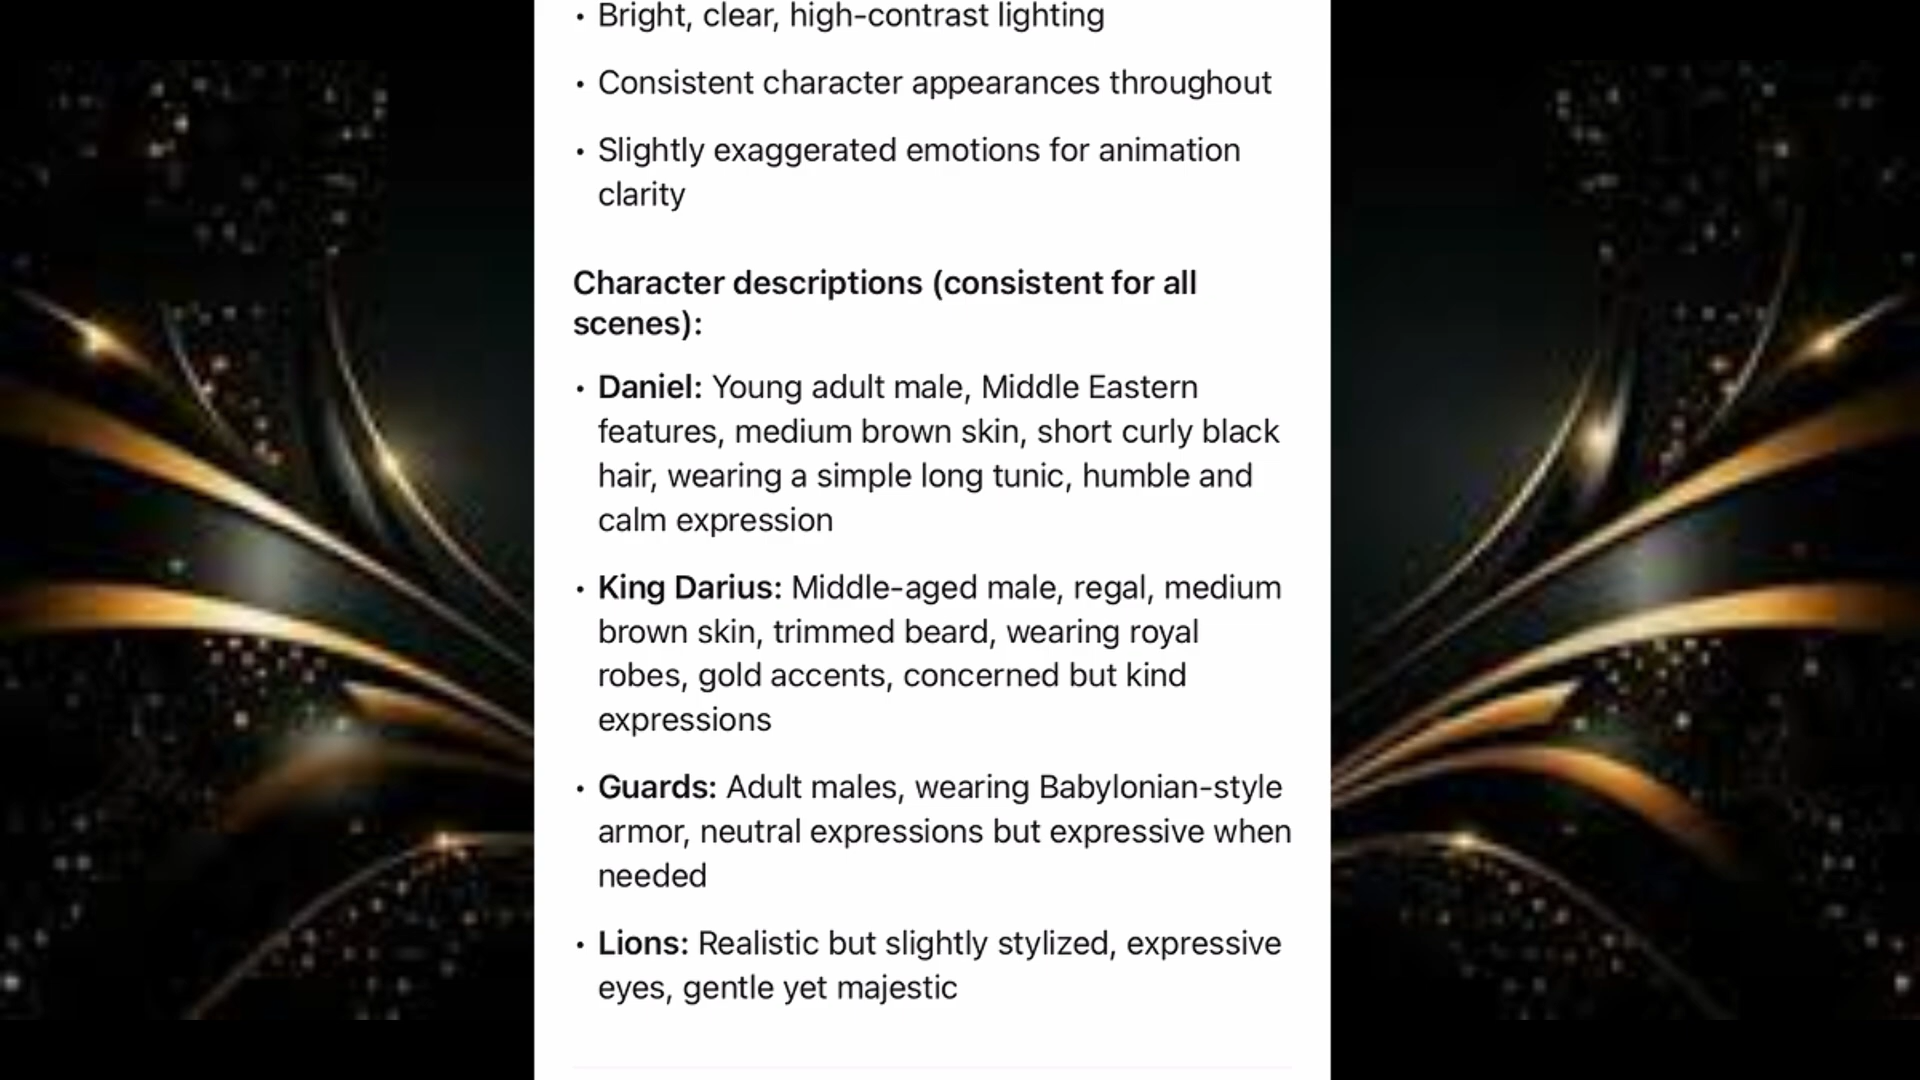 • Bright, clear, high-contrast lighting
• Consistent character appearances throughout
• Slightly exaggerated emotions for animation
clarity
Character descriptions (consistent for all
scenes):
• Daniel: Young adult male, Middle Eastern
features, medium brown skin, short curly black
hair, wearing a simple long tunic, humble and
calm expression
• King Darius: Middle-aged male, regal, medium
brown skin, trimmed beard, wearing royal
robes, gold accents, concerned but kind
expressions
• Guards: Adult males, wearing Babylonian-style
armor, neutral expressions but expressive when
needed
• Lions: Realistic but slightly stylized, expressive
eyes, gentle yet majestic